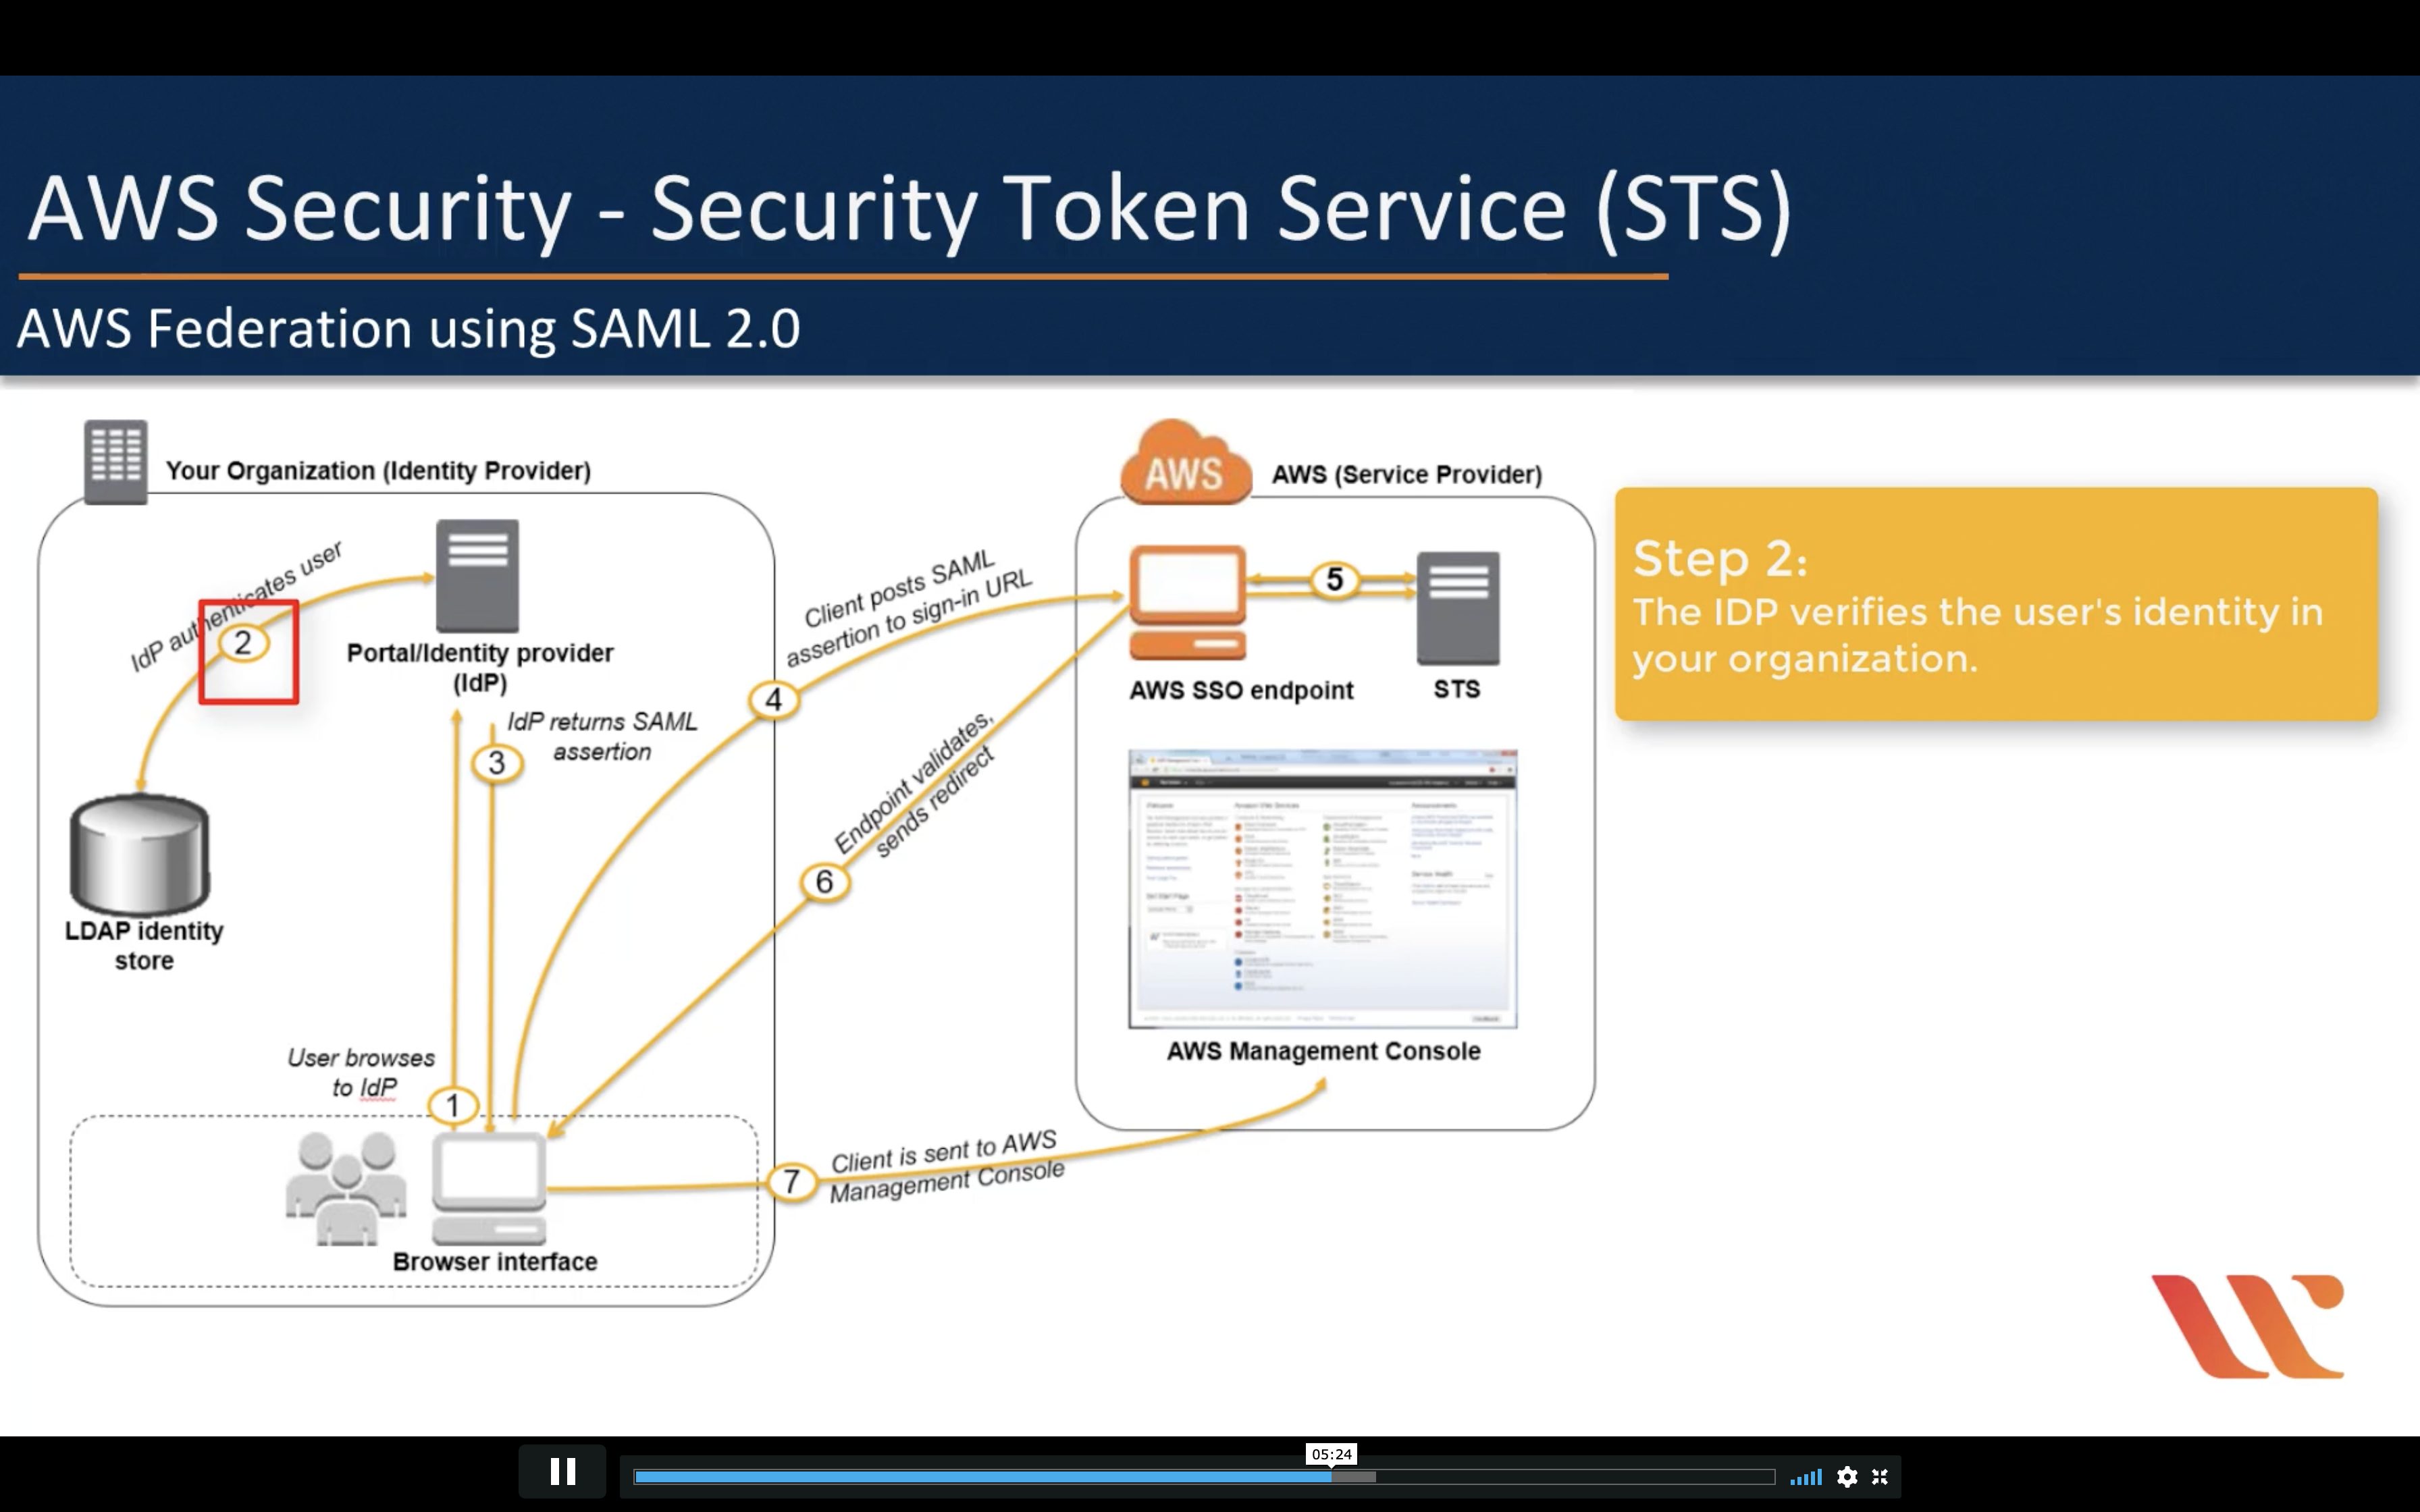 AWS Security - Security Token Service (STS)
AWS Federation using SAML 2.0
Your Organization (Identity Provider)
AWS
AWS (Service Provider)
IdP authenticates user
2
Portal/Identity provider
(IdP)
IdP returns SAML
assertion
3
LDAP identity
store
User browses
to IdP
1
Browser interface
Client posts SAML
assertion to sign-in URL
4
Endpoint validates,
sends redirect
6
Client is sent to AWS
Management Console
7
5
AWS SSO endpoint
STS
AWS Management Console
Step 2:
The IDP verifies the user's identity in
your organization.
05:24